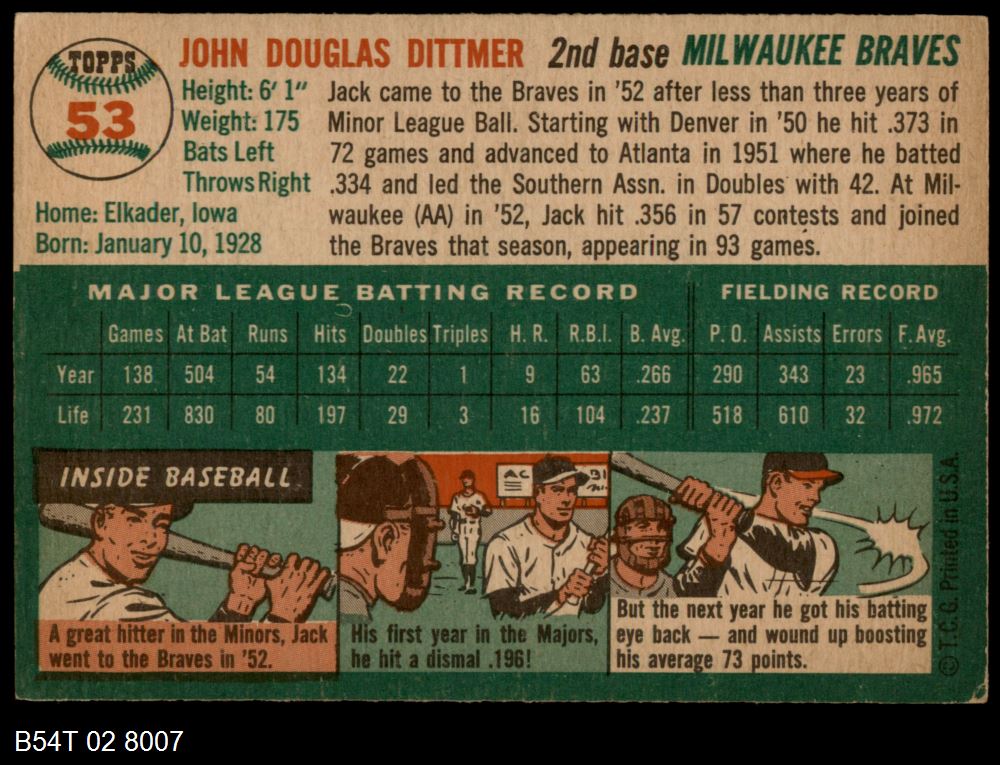 TOPPS
53
JOHN DOUGLAS DITTMER 2nd base MILWAUKEE BRAVES
Height: 6' 1"
Weight: 175
Bats Left
Throws Right
Home: Elkader, Iowa
Born: January 10, 1928
Jack came to the Braves in '52 after less than three years of
Minor League Ball. Starting with Denver in '50 he hit .373 in
72 games and advanced to Atlanta in 1951 where he batted
.334 and led the Southern Assn. in Doubles with 42. At Mil-
waukee (AA) in '52, Jack hit .356 in 57 contests and joined
the Braves that season, appearing in 93 games.
MAJOR LEAGUE BATTING RECORD FIELDING RECORD
Games At Bat Runs Hits Doubles Triples H. R. R.B.I. B. Avg. P. O. Assists Errors F. Avg.
Year 138 504 54 134 22 1 9 63 .266 290 343 23 .965
Life 231 830 80 197 29 3 16 104 .237 518 610 32 .972
INSIDE BASEBALL
A great hitter in the Minors, Jack
went to the Braves in '52.
AC
BI
His first year in the Majors,
he hit a dismal .196!
But the next year he got his batting
eye back — and wound up boosting
his average 73 points.
© T.C.G. Printed in U.S.A.
B54T 02 8007